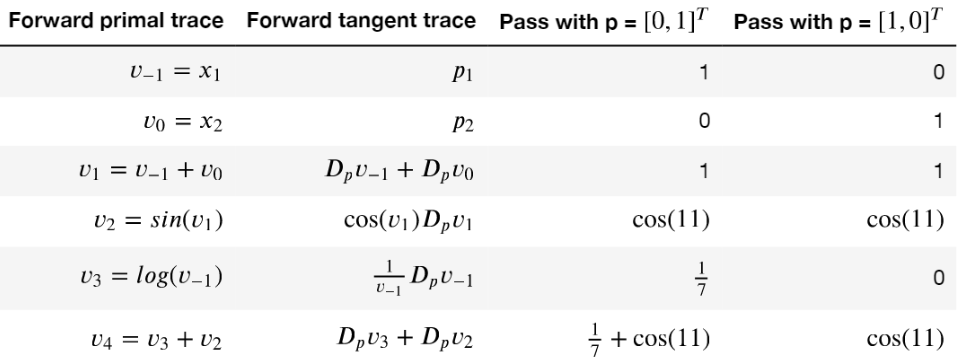 Forward primal trace Forward tangent trace Pass with p = [0, 1]^T Pass with p = [1, 0]^T
v_{-1} = x_1 p_1 1 0
v_0 = x_2 p_2 0 1
v_1 = v_{-1} + v_0 D_p v_{-1} + D_p v_0 1 1
v_2 = sin(v_1) cos(v_1)D_p v_1 cos(11) cos(11)
v_3 = log(v_{-1}) \frac{1}{v_{-1}} D_p v_{-1} \frac{1}{7} 0
v_4 = v_3 + v_2 D_p v_3 + D_p v_2 \frac{1}{7} + cos(11) cos(11)